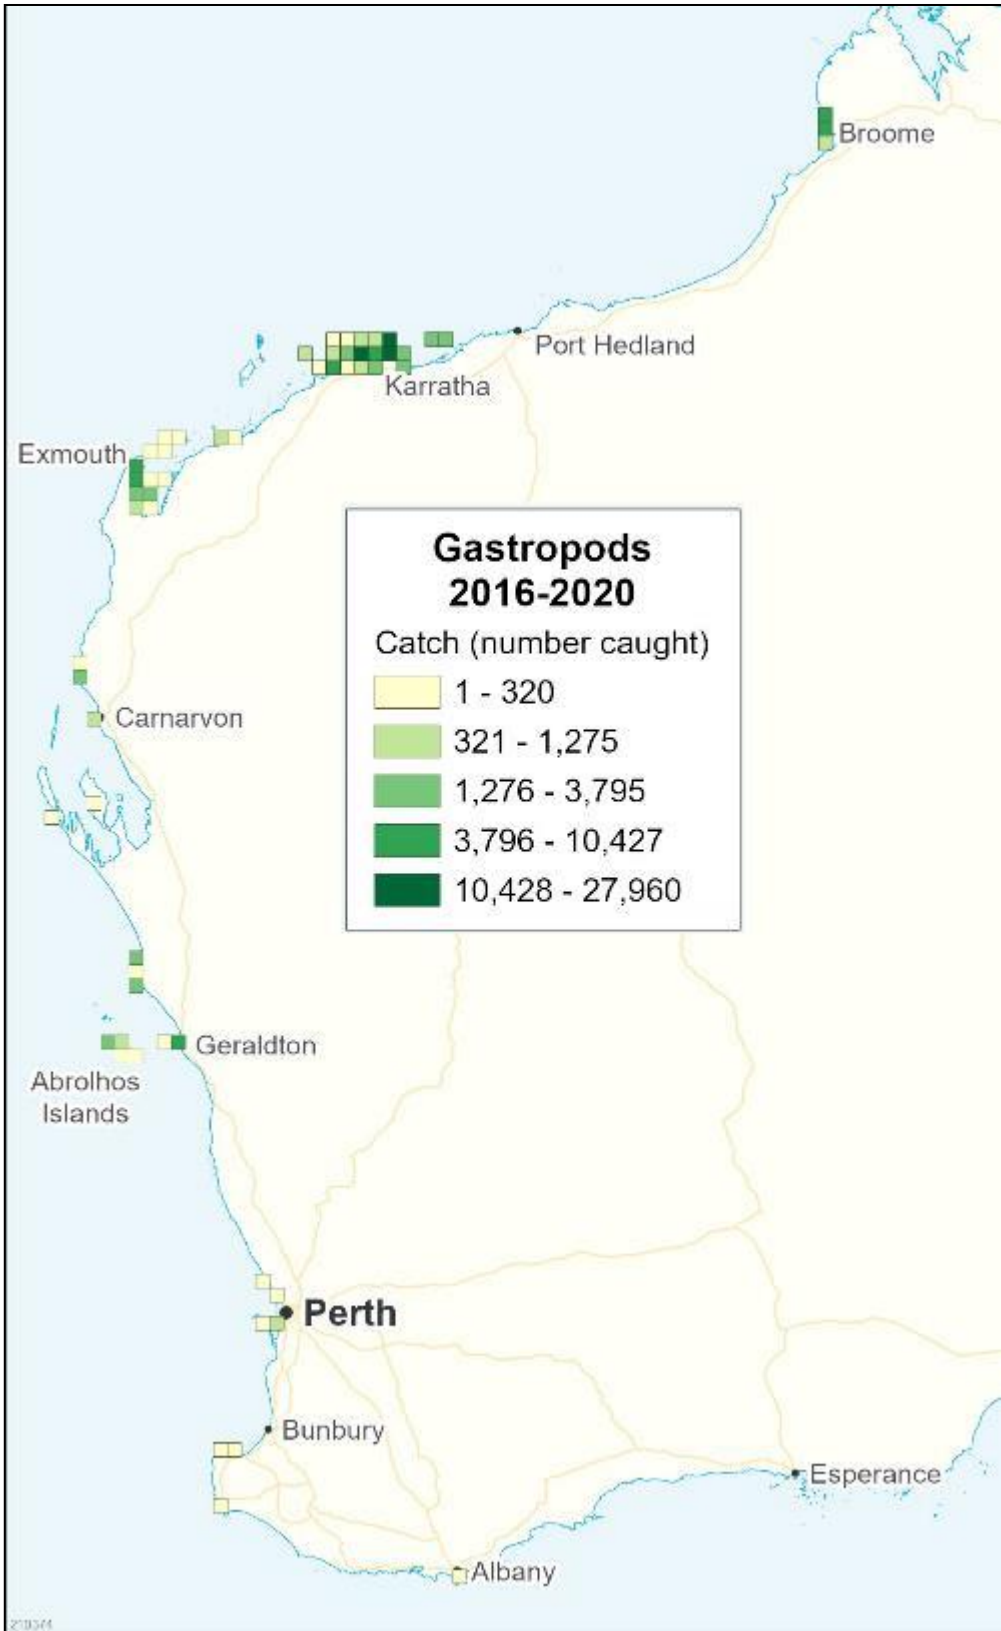 Broome
Port Hedland
Karratha
Exmouth
Gastropods
2016-2020
Catch (number caught)
1 - 320
321 - 1,275
1,276 - 3,795
3,796 - 10,427
10,428 - 27,960
Carnarvon
Geraldton
Abrolhos
Islands
Perth
Bunbury
Esperance
Albany